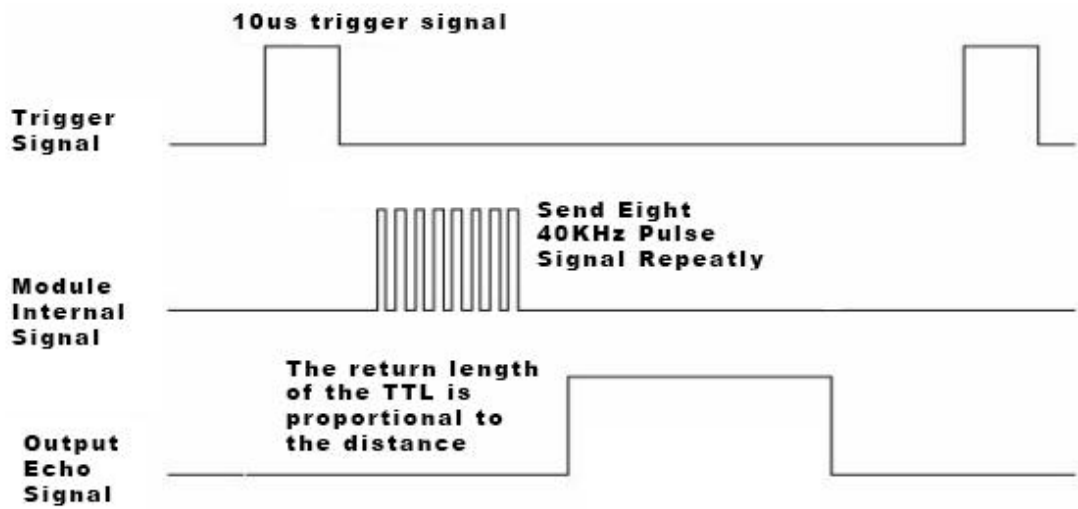 10us trigger signal
Trigger
Signal
Send Eight
40KHz Pulse
Signal Repeatly
Module
Internal
Signal
The return length
of the TTL is
proportional to
the distance
Output
Echo
Signal